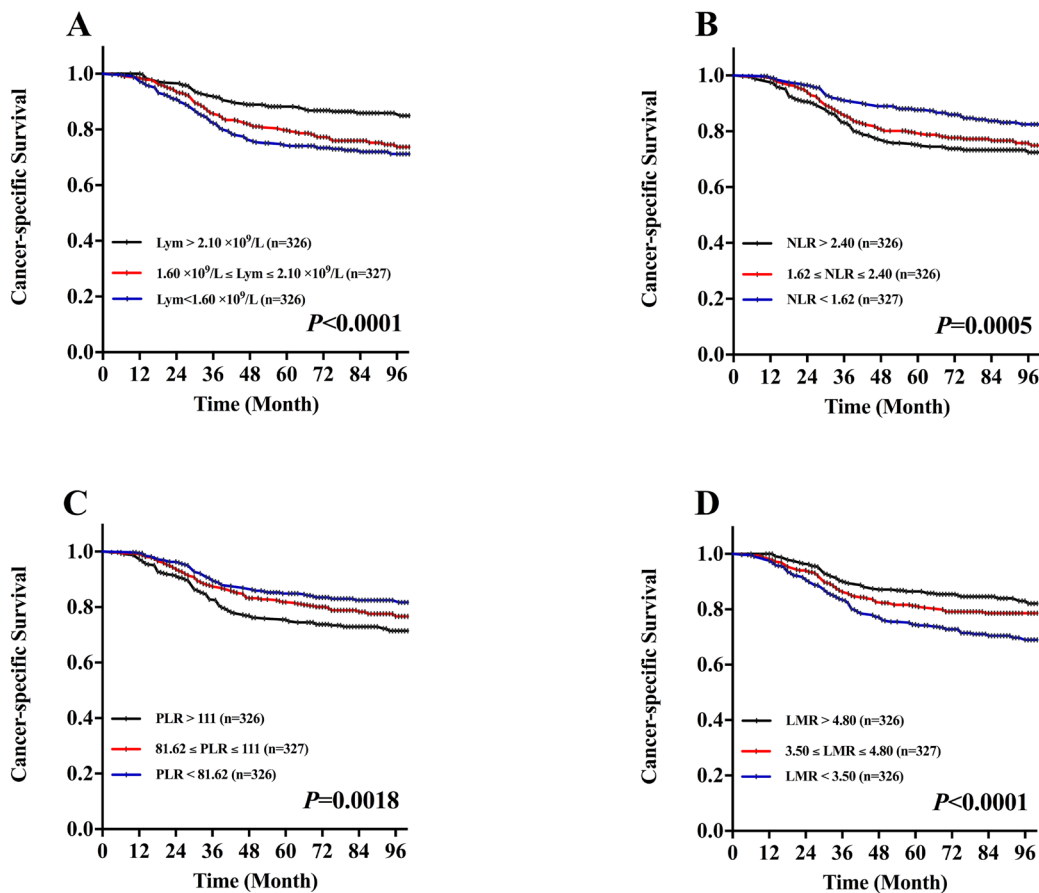 A
Cancer-specific Survival
1.0
0.8
0.6
0.4
0.2
0.0
Lym > 2.10 ×10⁹/L (n=326)
1.60 ×10⁹/L ≤ Lym ≤ 2.10 ×10⁹/L (n=327)
Lym<1.60 ×10⁹/L (n=326)
P<0.0001
0 12 24 36 48 60 72 84 96
Time (Month)
B
Cancer-specific Survival
1.0
0.8
0.6
0.4
0.2
0.0
NLR > 2.40 (n=326)
1.62 ≤ NLR ≤ 2.40 (n=326)
NLR < 1.62 (n=327)
P=0.0005
0 12 24 36 48 60 72 84 96
Time (Month)
C
Cancer-specific Survival
1.0
0.8
0.6
0.4
0.2
0.0
PLR > 111 (n=326)
81.62 ≤ PLR ≤ 111 (n=327)
PLR < 81.62 (n=326)
P=0.0018
0 12 24 36 48 60 72 84 96
Time (Month)
D
Cancer-specific Survival
1.0
0.8
0.6
0.4
0.2
0.0
LMR > 4.80 (n=326)
3.50 ≤ LMR ≤ 4.80 (n=327)
LMR < 3.50 (n=326)
P<0.0001
0 12 24 36 48 60 72 84 96
Time (Month)